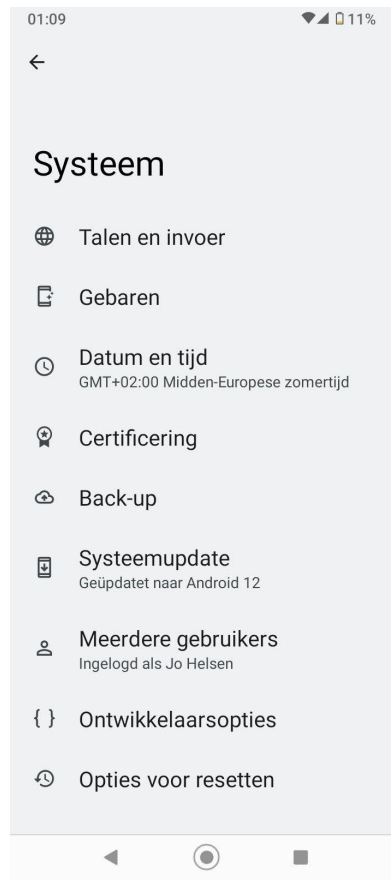 01:09 11%
Systeem
Talen en invoer
Gebaren
Datum en tijd
GMT+02:00 Midden-Europese zomertijd
Certificering
Back-up
Systeemupdate
Geüpdatet naar Android 12
Meerdere gebruikers
Ingelogd als Jo Helsen
{ } Ontwikkelaarsopties
Opties voor resetten